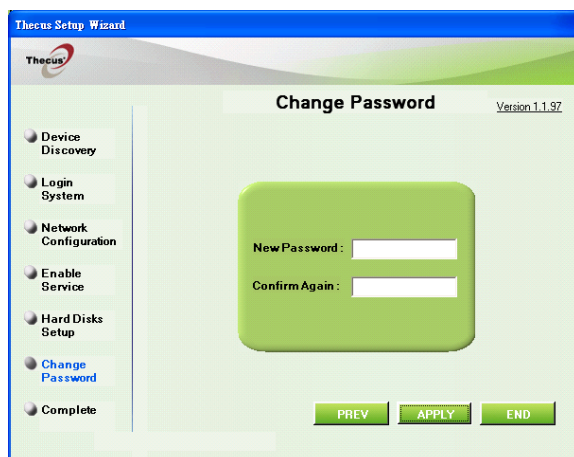 Thecus Setup Wizard
Thecus
Change Password
Version 1.1.97
Device
Discovery
Login
System
Network
Configuration
Enable
Service
Hard Disks
Setup
Change
Password
Complete
New Password :
Confirm Again :
PREV
APPLY
END